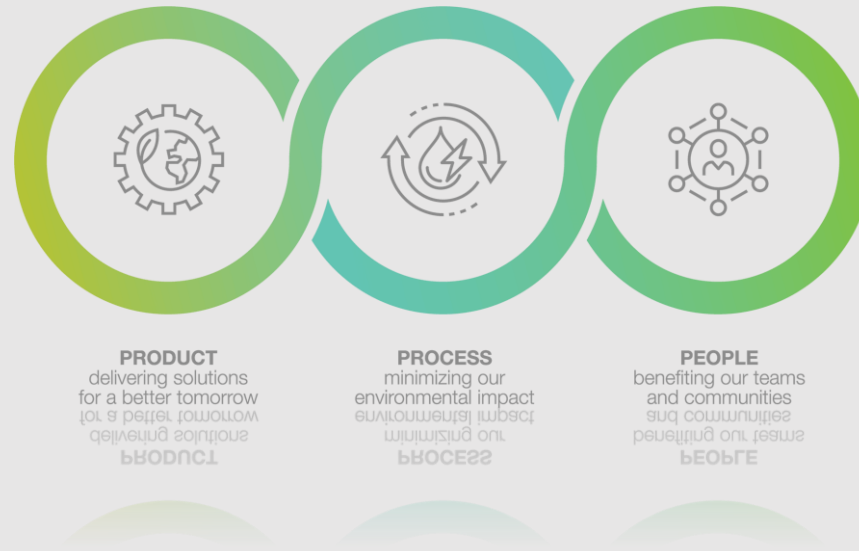 PRODUCT
delivering solutions
for a better tomorrow
PROCESS
minimizing our
environmental impact
PEOPLE
benefiting our teams
and communities